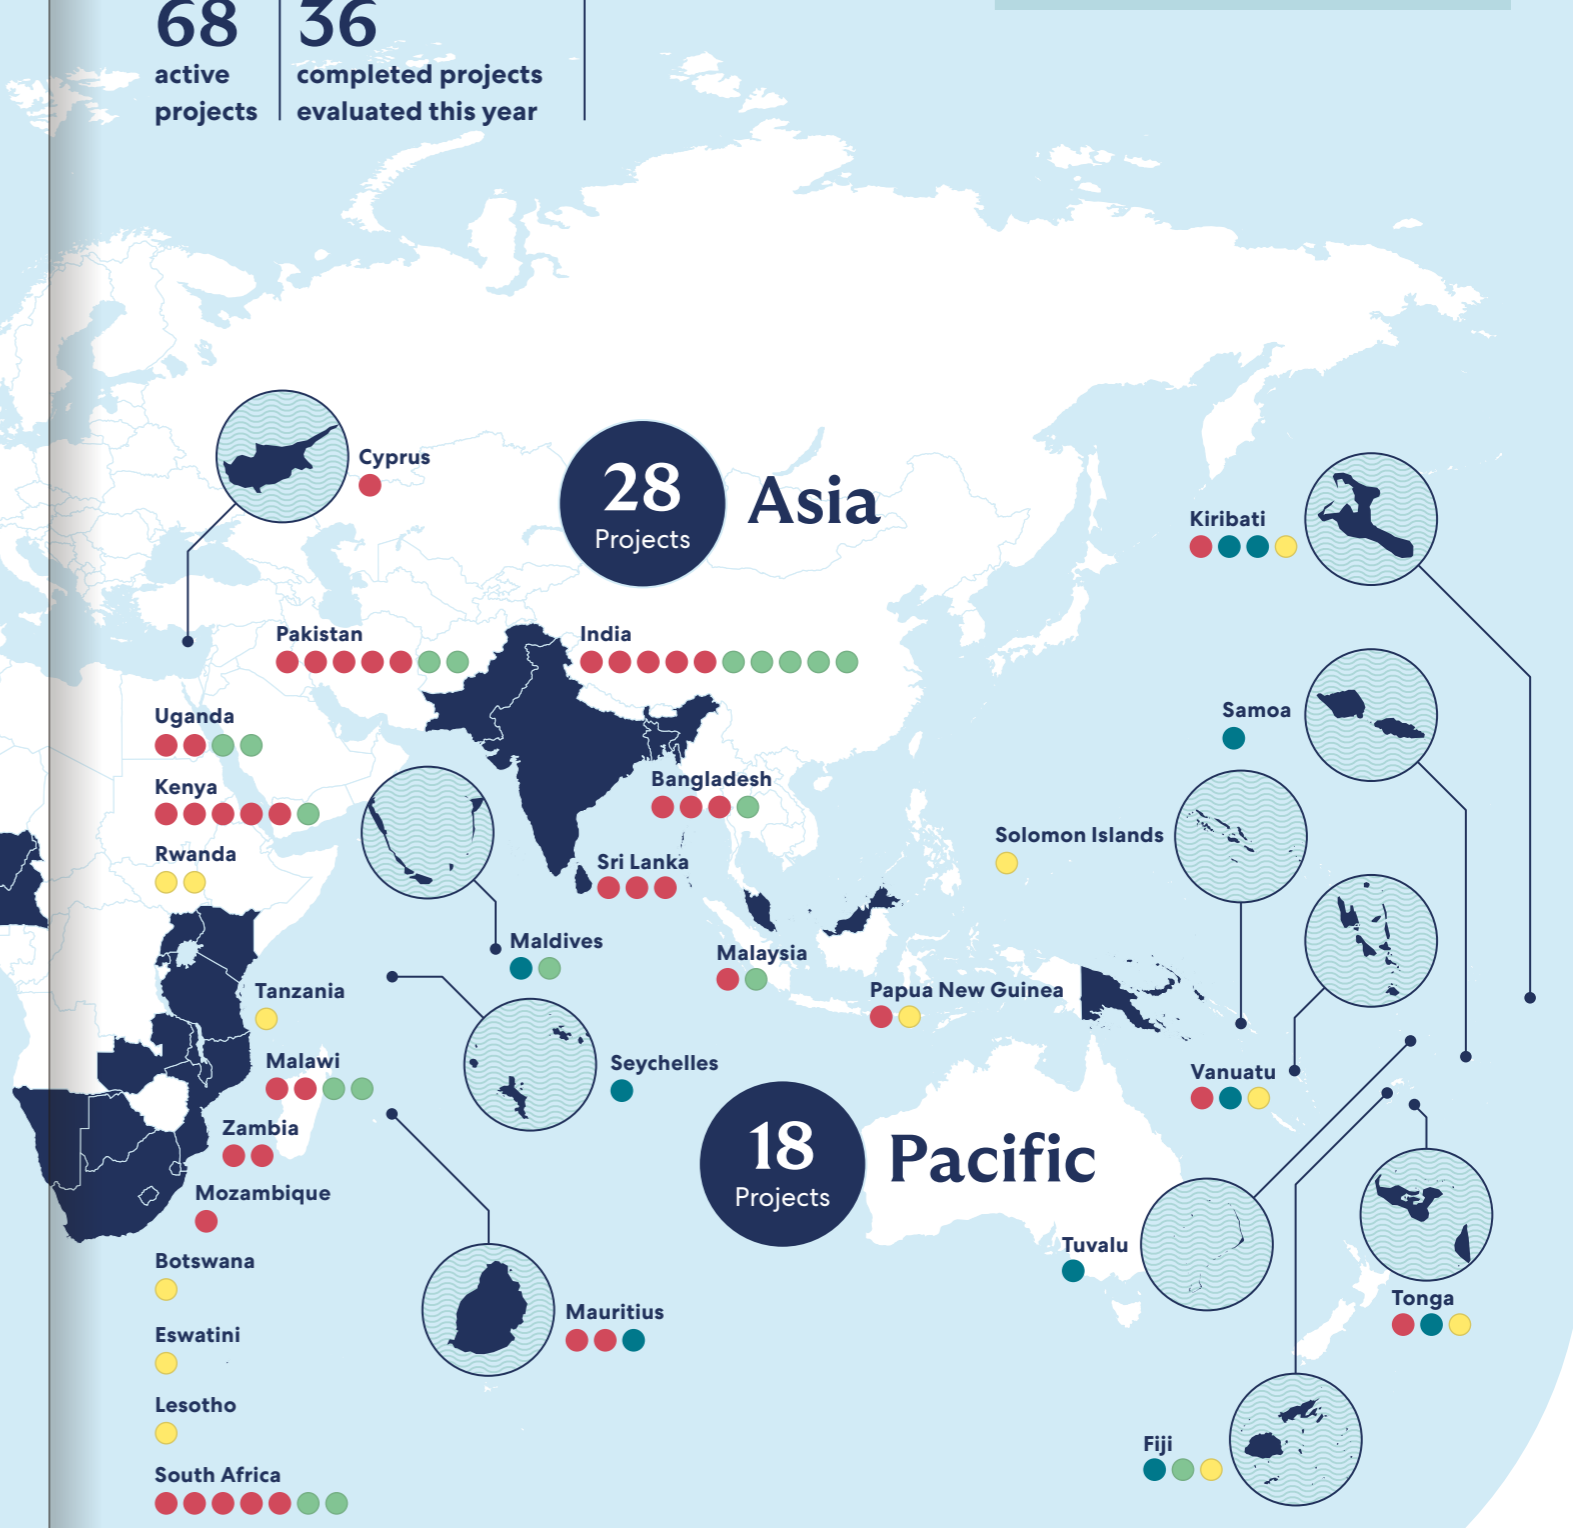 68
active
projects
36
completed projects
evaluated this year
Cyprus
28
Projects
Asia
Kiribati
Pakistan
India
Samoa
Uganda
Kenya
Bangladesh
Rwanda
Sri Lanka
Solomon Islands
Maldives
Malaysia
Papua New Guinea
Tanzania
Malawi
Seychelles
Vanuatu
Zambia
18
Projects
Pacific
Mozambique
Tuvalu
Botswana
Mauritius
Tonga
Eswatini
Lesotho
Fiji
South Africa